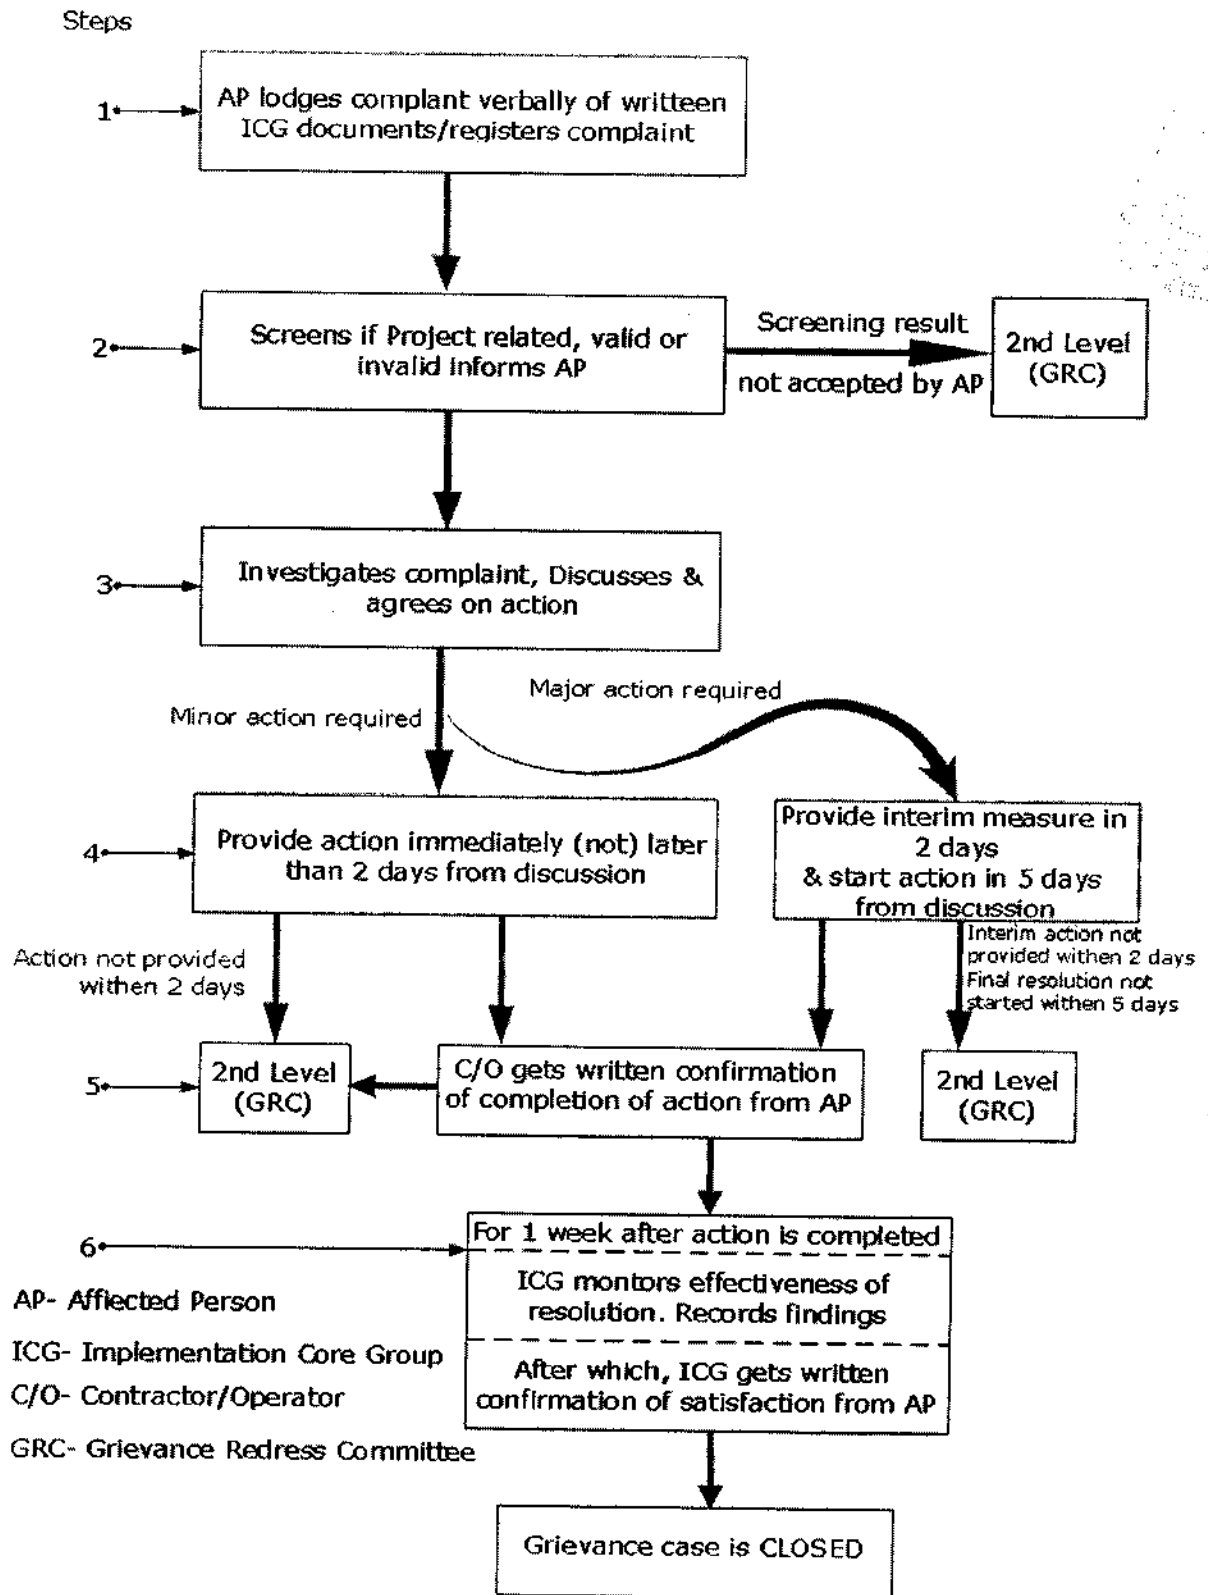 Steps
1
AP lodges complant verbally of writteen
ICG documents/registers complaint
2
Screens if Project related, valid or
invalid informs AP
Screening result
not accepted by AP
2nd Level
(GRC)
3
Investigates complaint, Discusses &
agrees on action
Minor action required
Major action required
4
Provide action immediately (not) later
than 2 days from discussion
Provide interim measure in
2 days
& start action in 5 days
from discussion
Action not provided
withen 2 days
Interim action not
provided withen 2 days
Final resolution not
started withen 5 days
5
2nd Level
(GRC)
C/O gets written confirmation
of completion of action from AP
2nd Level
(GRC)
6
For 1 week after action is completed
ICG montors effectiveness of
resolution. Records findings
After which, ICG gets written
confirmation of satisfaction from AP
AP- Affiected Person
ICG- Implementation Core Group
C/O- Contractor/Operator
GRC- Grievance Redress Committee
Grievance case is CLOSED